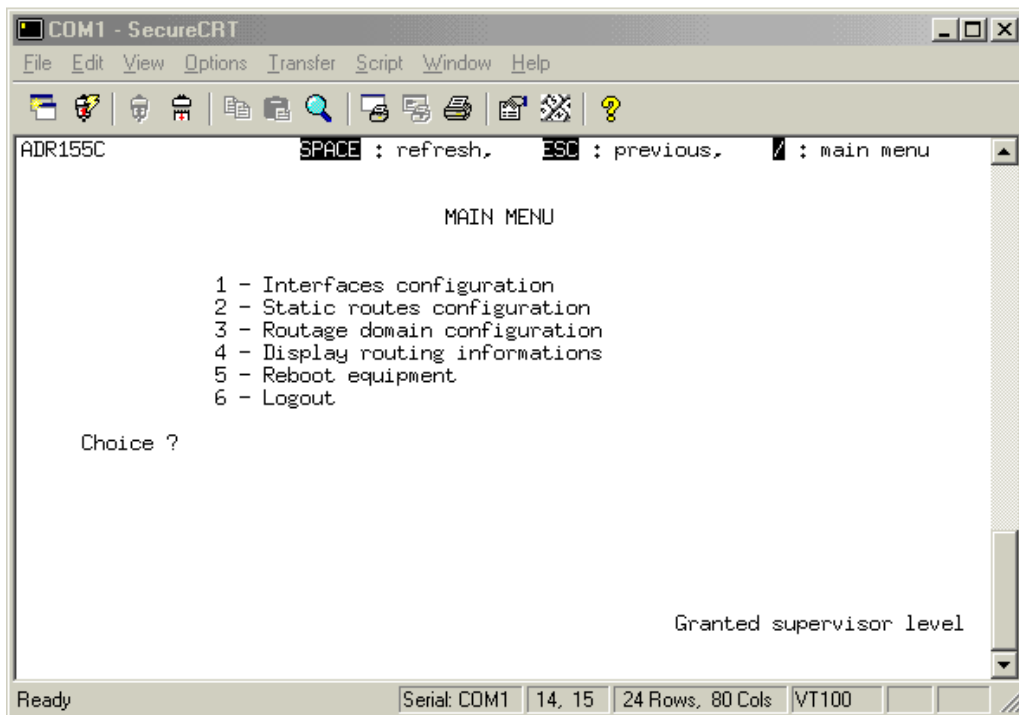 COM1 - SecureCRT
File Edit View Options Transfer Script Window Help
ADR155C SPACE : refresh, ESC : previous, / : main menu
MAIN MENU
1 - Interfaces configuration
2 - Static routes configuration
3 - Routage domain configuration
4 - Display routing informations
5 - Reboot equipment
6 - Logout
Choice ?
Granted supervisor level
Ready Serial: COM1 14, 15 24 Rows, 80 Cols VT100